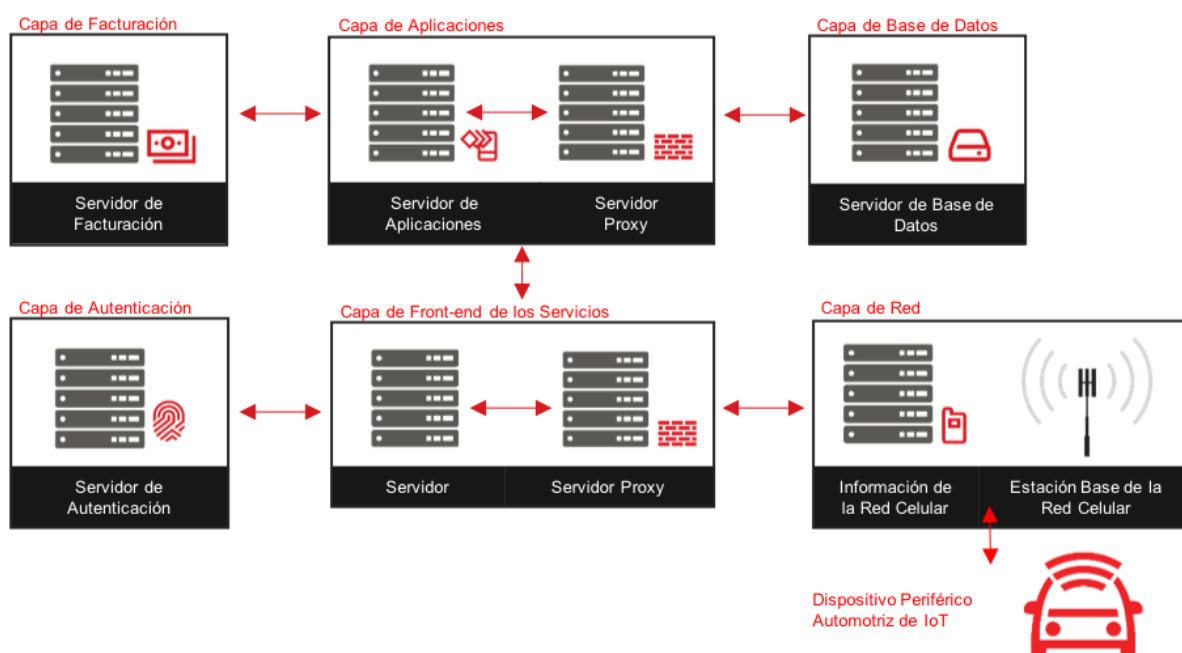 Capa de Facturación
Servidor de
Facturación
Capa de Aplicaciones
Servidor de
Aplicaciones
Servidor
Proxy
Capa de Base de Datos
Servidor de Base de
Datos
Capa de Autenticación
Servidor de
Autenticación
Capa de Front-end de los Servicios
Servidor
Servidor Proxy
Capa de Red
Información de
la Red Celular
Estación Base de la
Red Celular
Dispositivo Periférico
Automotriz de IoT